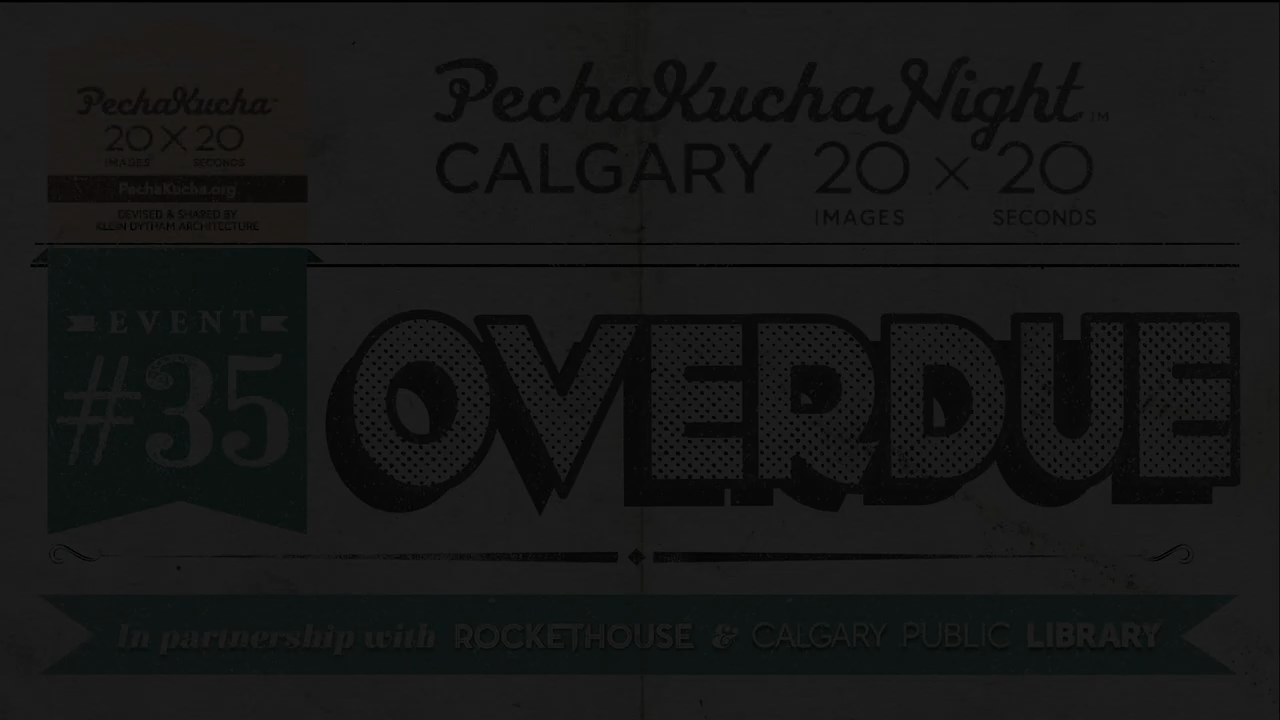 PechaKucha
20 X 20
IMAGES SECONDS
PechaKucha.org
DEVISED & SHARED BY
KLEIN DYTHAM ARCHITECTURE
PechaKucha Night™
CALGARY 20 × 20
IMAGES SECONDS
EVENT
#35
OVERDUE
In partnership with ROCKETHOUSE & CALGARY PUBLIC LIBRARY